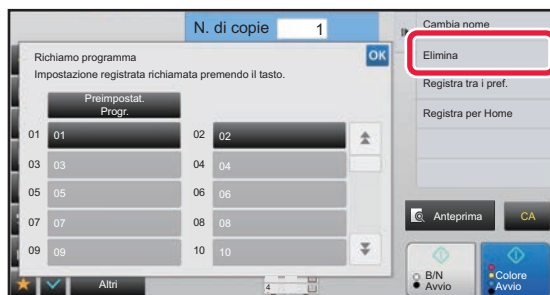 N. di copie 1
Richiamo programma
OK
Impostazione registrata richiamata premendo il tasto.
Preimpostat.
Progr.
01 01
02 02
03 03
04 04
05 05
06 06
07 07
08 08
09 09
10 10
Altri
4
Cambia nome
Elimina
Registra tra i pref.
Registra per Home
Anteprima
CA
B/N
Avvio
Colore
Avvio